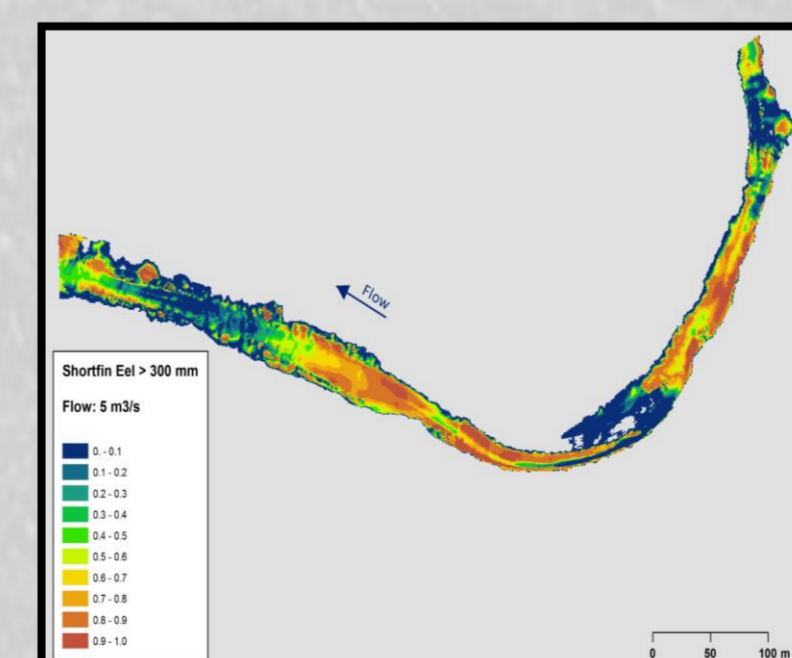 Flow
Shortfin Eel > 300 mm
Flow: 5 m3/s
0. - 0.1
0.1 - 0.2
0.2 - 0.3
0.3 - 0.4
0.4 - 0.5
0.5 - 0.6
0.6 - 0.7
0.7 - 0.8
0.8 - 0.9
0.9 - 1.0
0 50 100 m